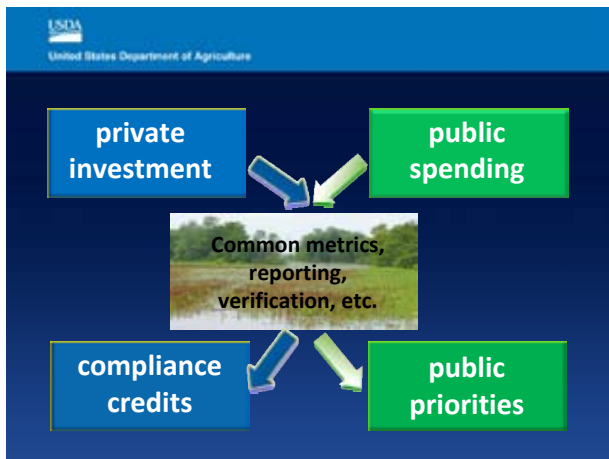 USDA
United States Department of Agriculture
private
investment
public
spending
Common metrics,
reporting,
verification, etc.
compliance
credits
public
priorities